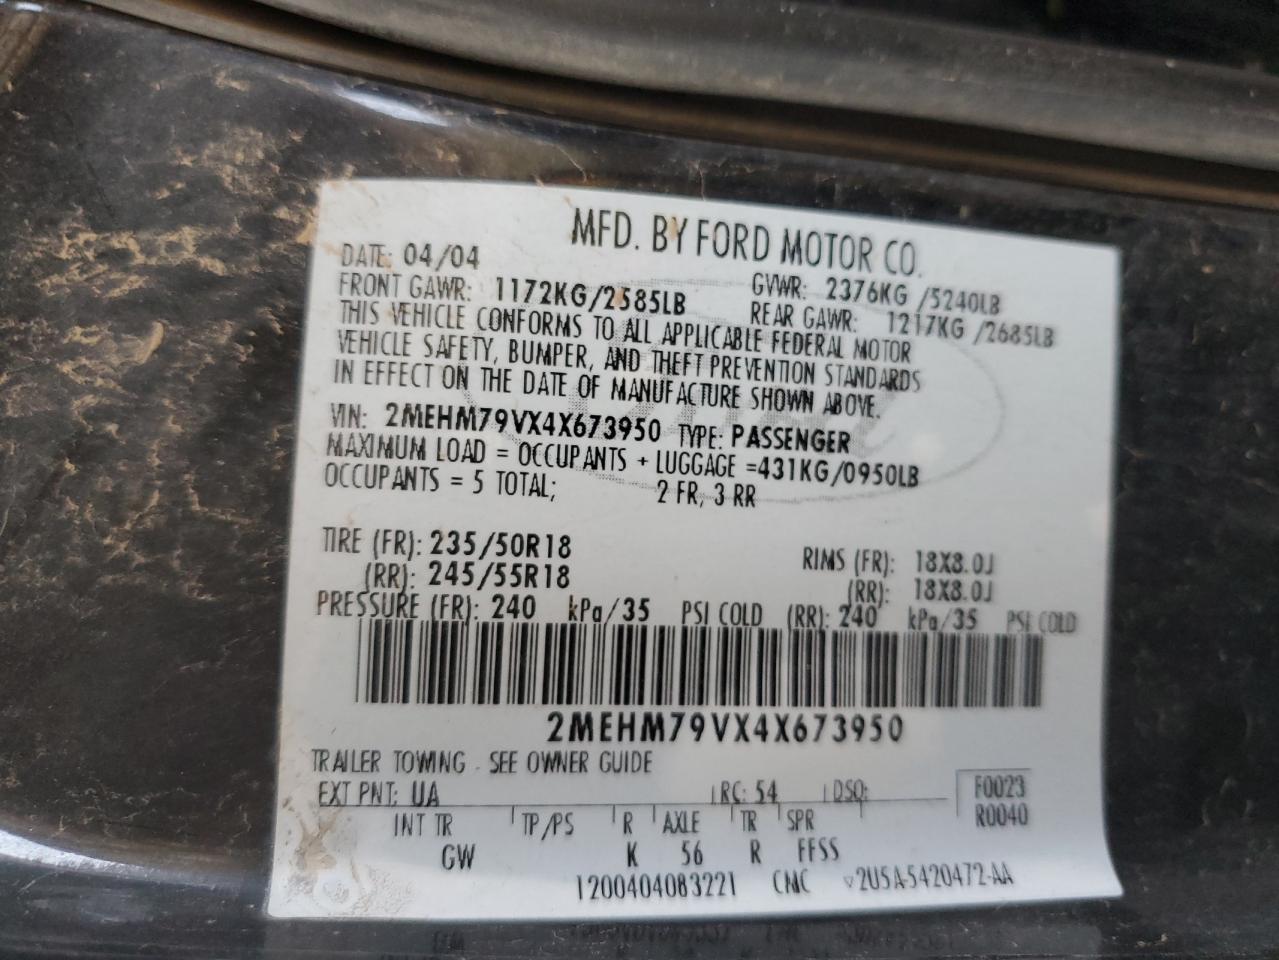 MFD. BY FORD MOTOR CO.
DATE: 04/04 GVWR: 2376KG /5240LB
FRONT GAWR: 1172KG/2585LB REAR GAWR: 1217KG /2685LB
THIS VEHICLE CONFORMS TO ALL APPLICABLE FEDERAL MOTOR
VEHICLE SAFETY, BUMPER, AND THEFT PREVENTION STANDARDS
IN EFFECT ON THE DATE OF MANUFACTURE SHOWN ABOVE.
VIN: 2MEHM79VX4X673950 TYPE: PASSENGER
MAXIMUM LOAD = OCCUPANTS + LUGGAGE =431KG/0950LB
OCCUPANTS = 5 TOTAL; 2 FR, 3 RR
TIRE (FR): 235/50R18 RIMS (FR): 18X8.0J
(RR): 245/55R18 (RR): 18X8.0J
PRESSURE (FR): 240 kPa/35 PSI COLD (RR): 240 kPa/35 PSI COLD
2MEHM79VX4X673950
TRAILER TOWING - SEE OWNER GUIDE
EXT PNT: UA RC: 54 DSO: F0023
INT TR TP/PS R AXLE TR SPR R0040
GW K 56 R FFSS
1200404083221 CMC 2U5A-5420472-AA